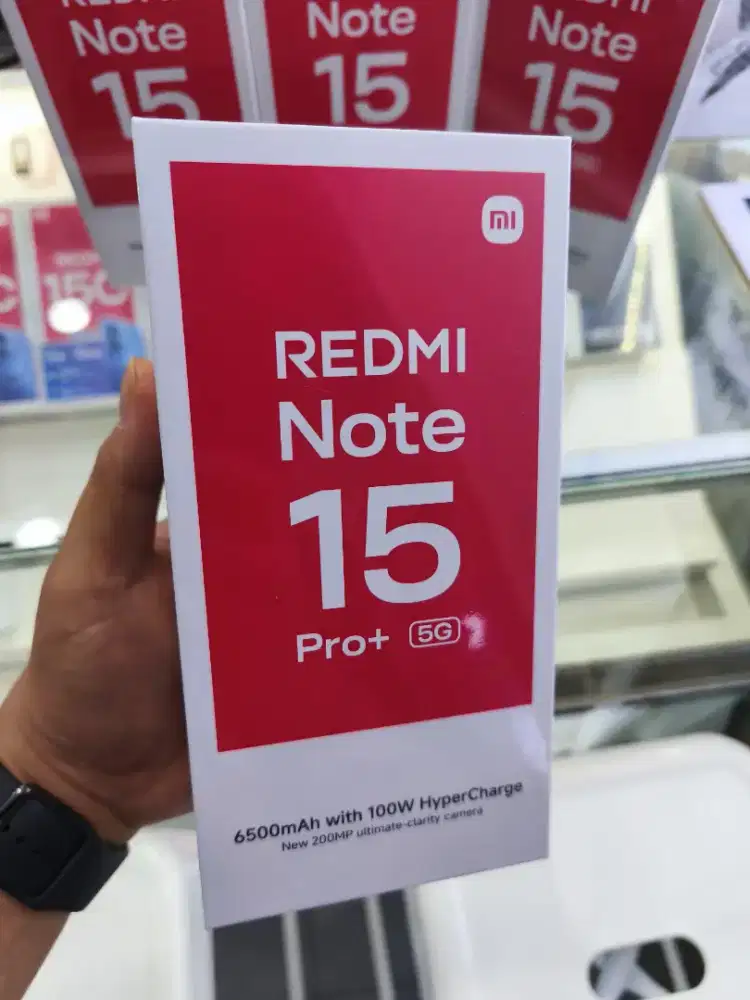 Note
15
Note
15
Note
15
15C
mi
REDMI
Note
15
Pro+ 5G
6500mAh with 100W HyperCharge
New 200MP ultimate-clarity camera